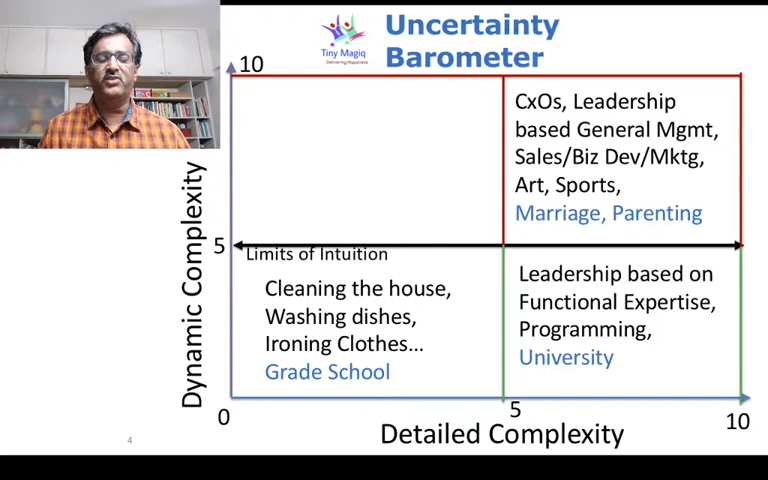 Uncertainty
Barometer
Tiny Magiq
Delivering Happiness
10
CxOs, Leadership
based General Mgmt,
Sales/Biz Dev/Mktg,
Art, Sports,
Marriage, Parenting
Dynamic Complexity
5
Limits of Intuition
Cleaning the house,
Washing dishes,
Ironing Clothes...
Grade School
Leadership based on
Functional Expertise,
Programming,
University
0
5
10
Detailed Complexity
4